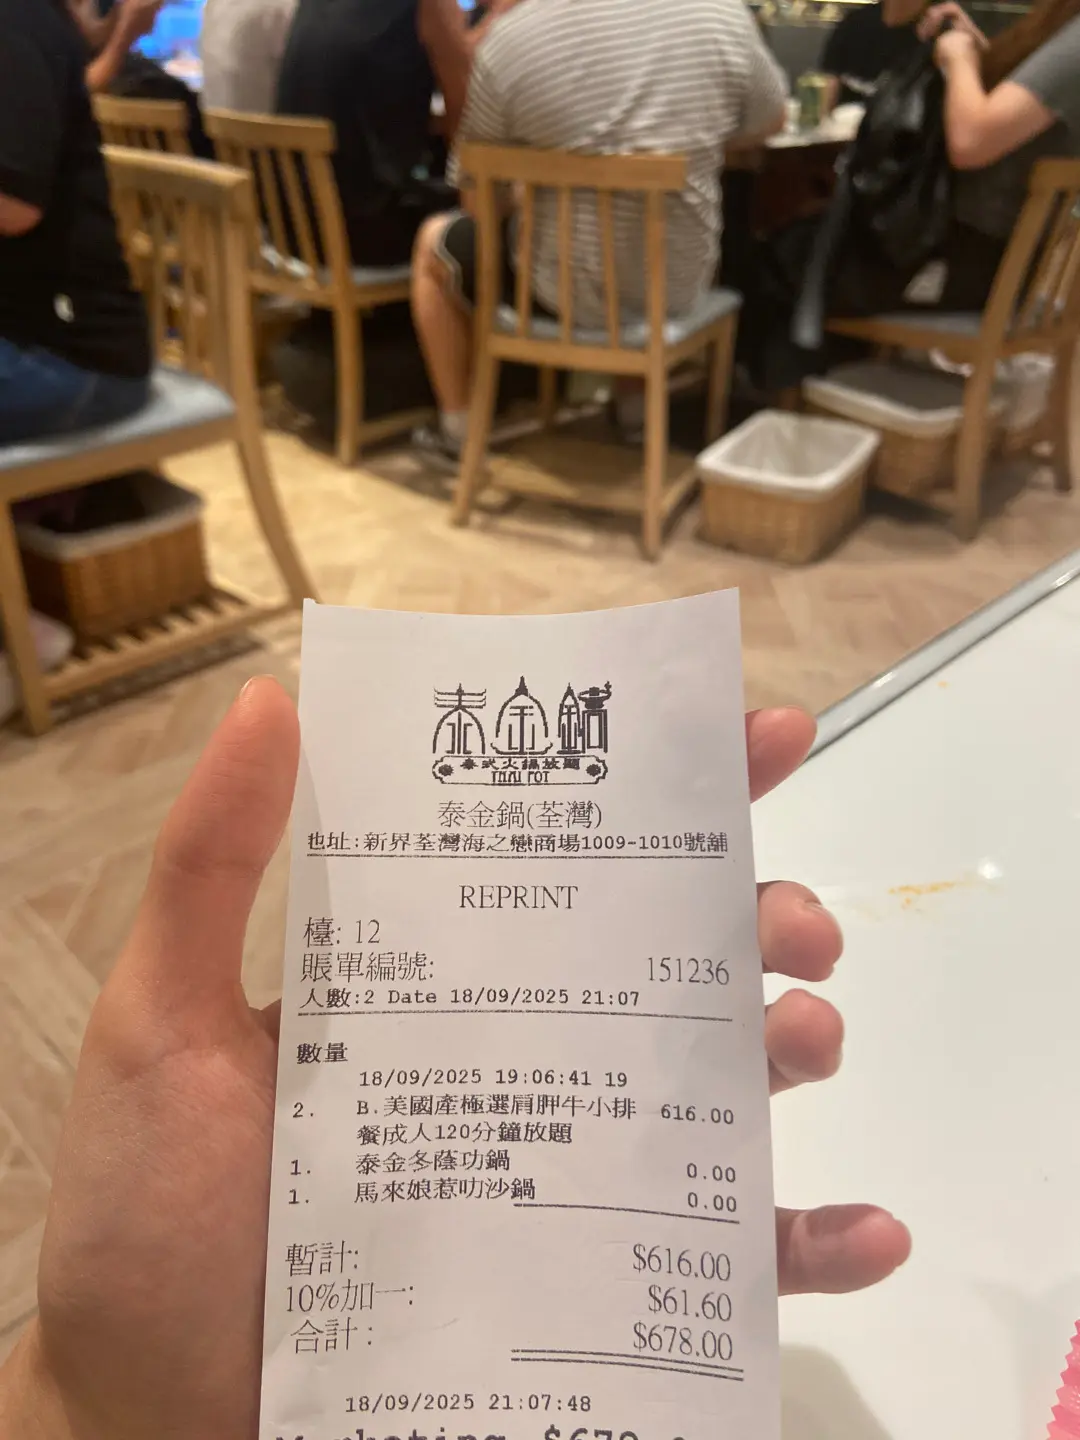 泰金鍋
泰式火鍋放題
THAI POT
泰金鍋(荃灣)
地址:新界荃灣海之戀商場1009-1010號舖
REPRINT
檯: 12
賬單編號: 151236
人數:2 Date 18/09/2025 21:07
數量
18/09/2025 19:06:41 19
2. B.美國產極選肩胛牛小排 616.00
餐成人120分鐘放題
1. 泰金冬蔭功鍋 0.00
1. 馬來娘惹叻沙鍋 0.00
暫計: $616.00
10%加一: $61.60
合計: $678.00
18/09/2025 21:07:48